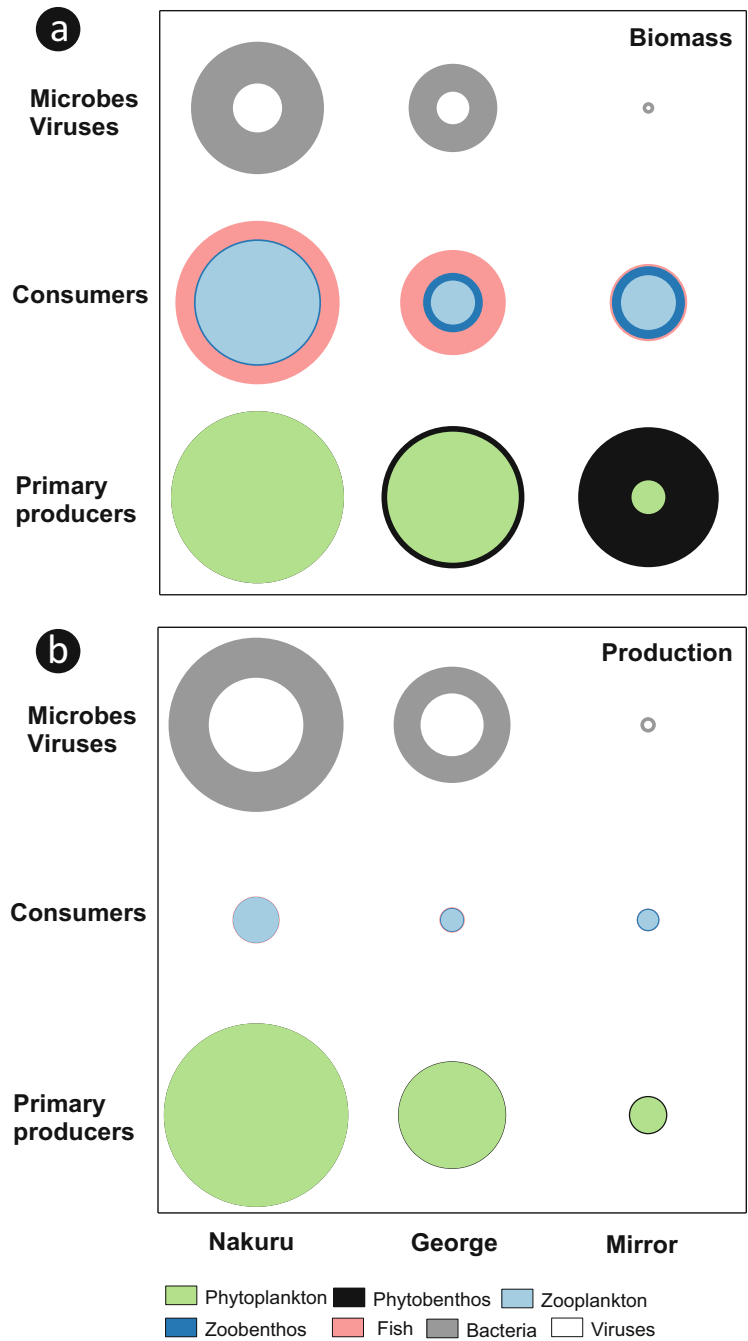 a
Biomass
Microbes
Viruses
Consumers
Primary
producers
b
Production
Microbes
Viruses
Consumers
Primary
producers
Nakuru George Mirror
Phytoplankton Phytobenthos Zooplankton
Zoobenthos Fish Bacteria Viruses